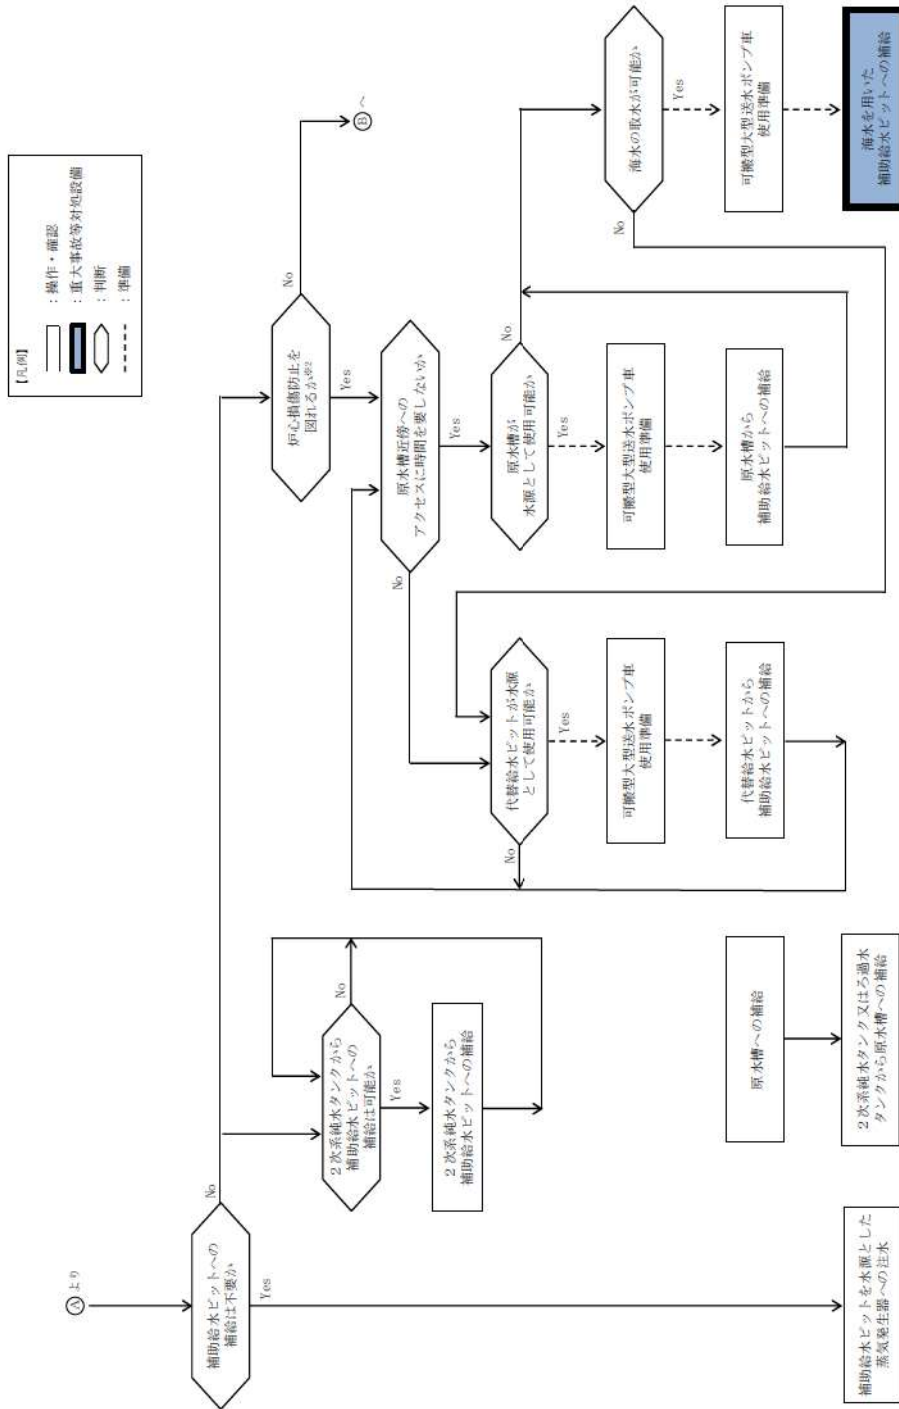 【凡例】
：操作・確認
：重大事故等対処設備
：判断
：準備
Ⓐより
補助給水ピットへの
補給は不要か
No
Yes
補助給水ピットを水源とした
蒸気発生器への注水
2次系純水タンクから
補助給水ピットへの
補給は可能か
No
Yes
2次系純水タンクから
補助給水ピットへの補給
原水槽への補給
2次系純水タンク又はろ過水
タンクから原水槽への補給
炉心損傷防止を
図れるか※2
No
Ⓑへ
Yes
原水槽近傍への
アクセスに時間を要しないか
No
Yes
代替給水ピットが水源
として使用可能か
No
Yes
可搬型大型送水ポンプ車
使用準備
代替給水ピットから
補助給水ピットへの補給
原水槽が
水源として使用可能か
No
Yes
可搬型大型送水ポンプ車
使用準備
原水槽から
補助給水ピットへの補給
海水の取水が可能か
No
Yes
可搬型大型送水ポンプ車
使用準備
海水を用いた
補助給水ピットへの補給